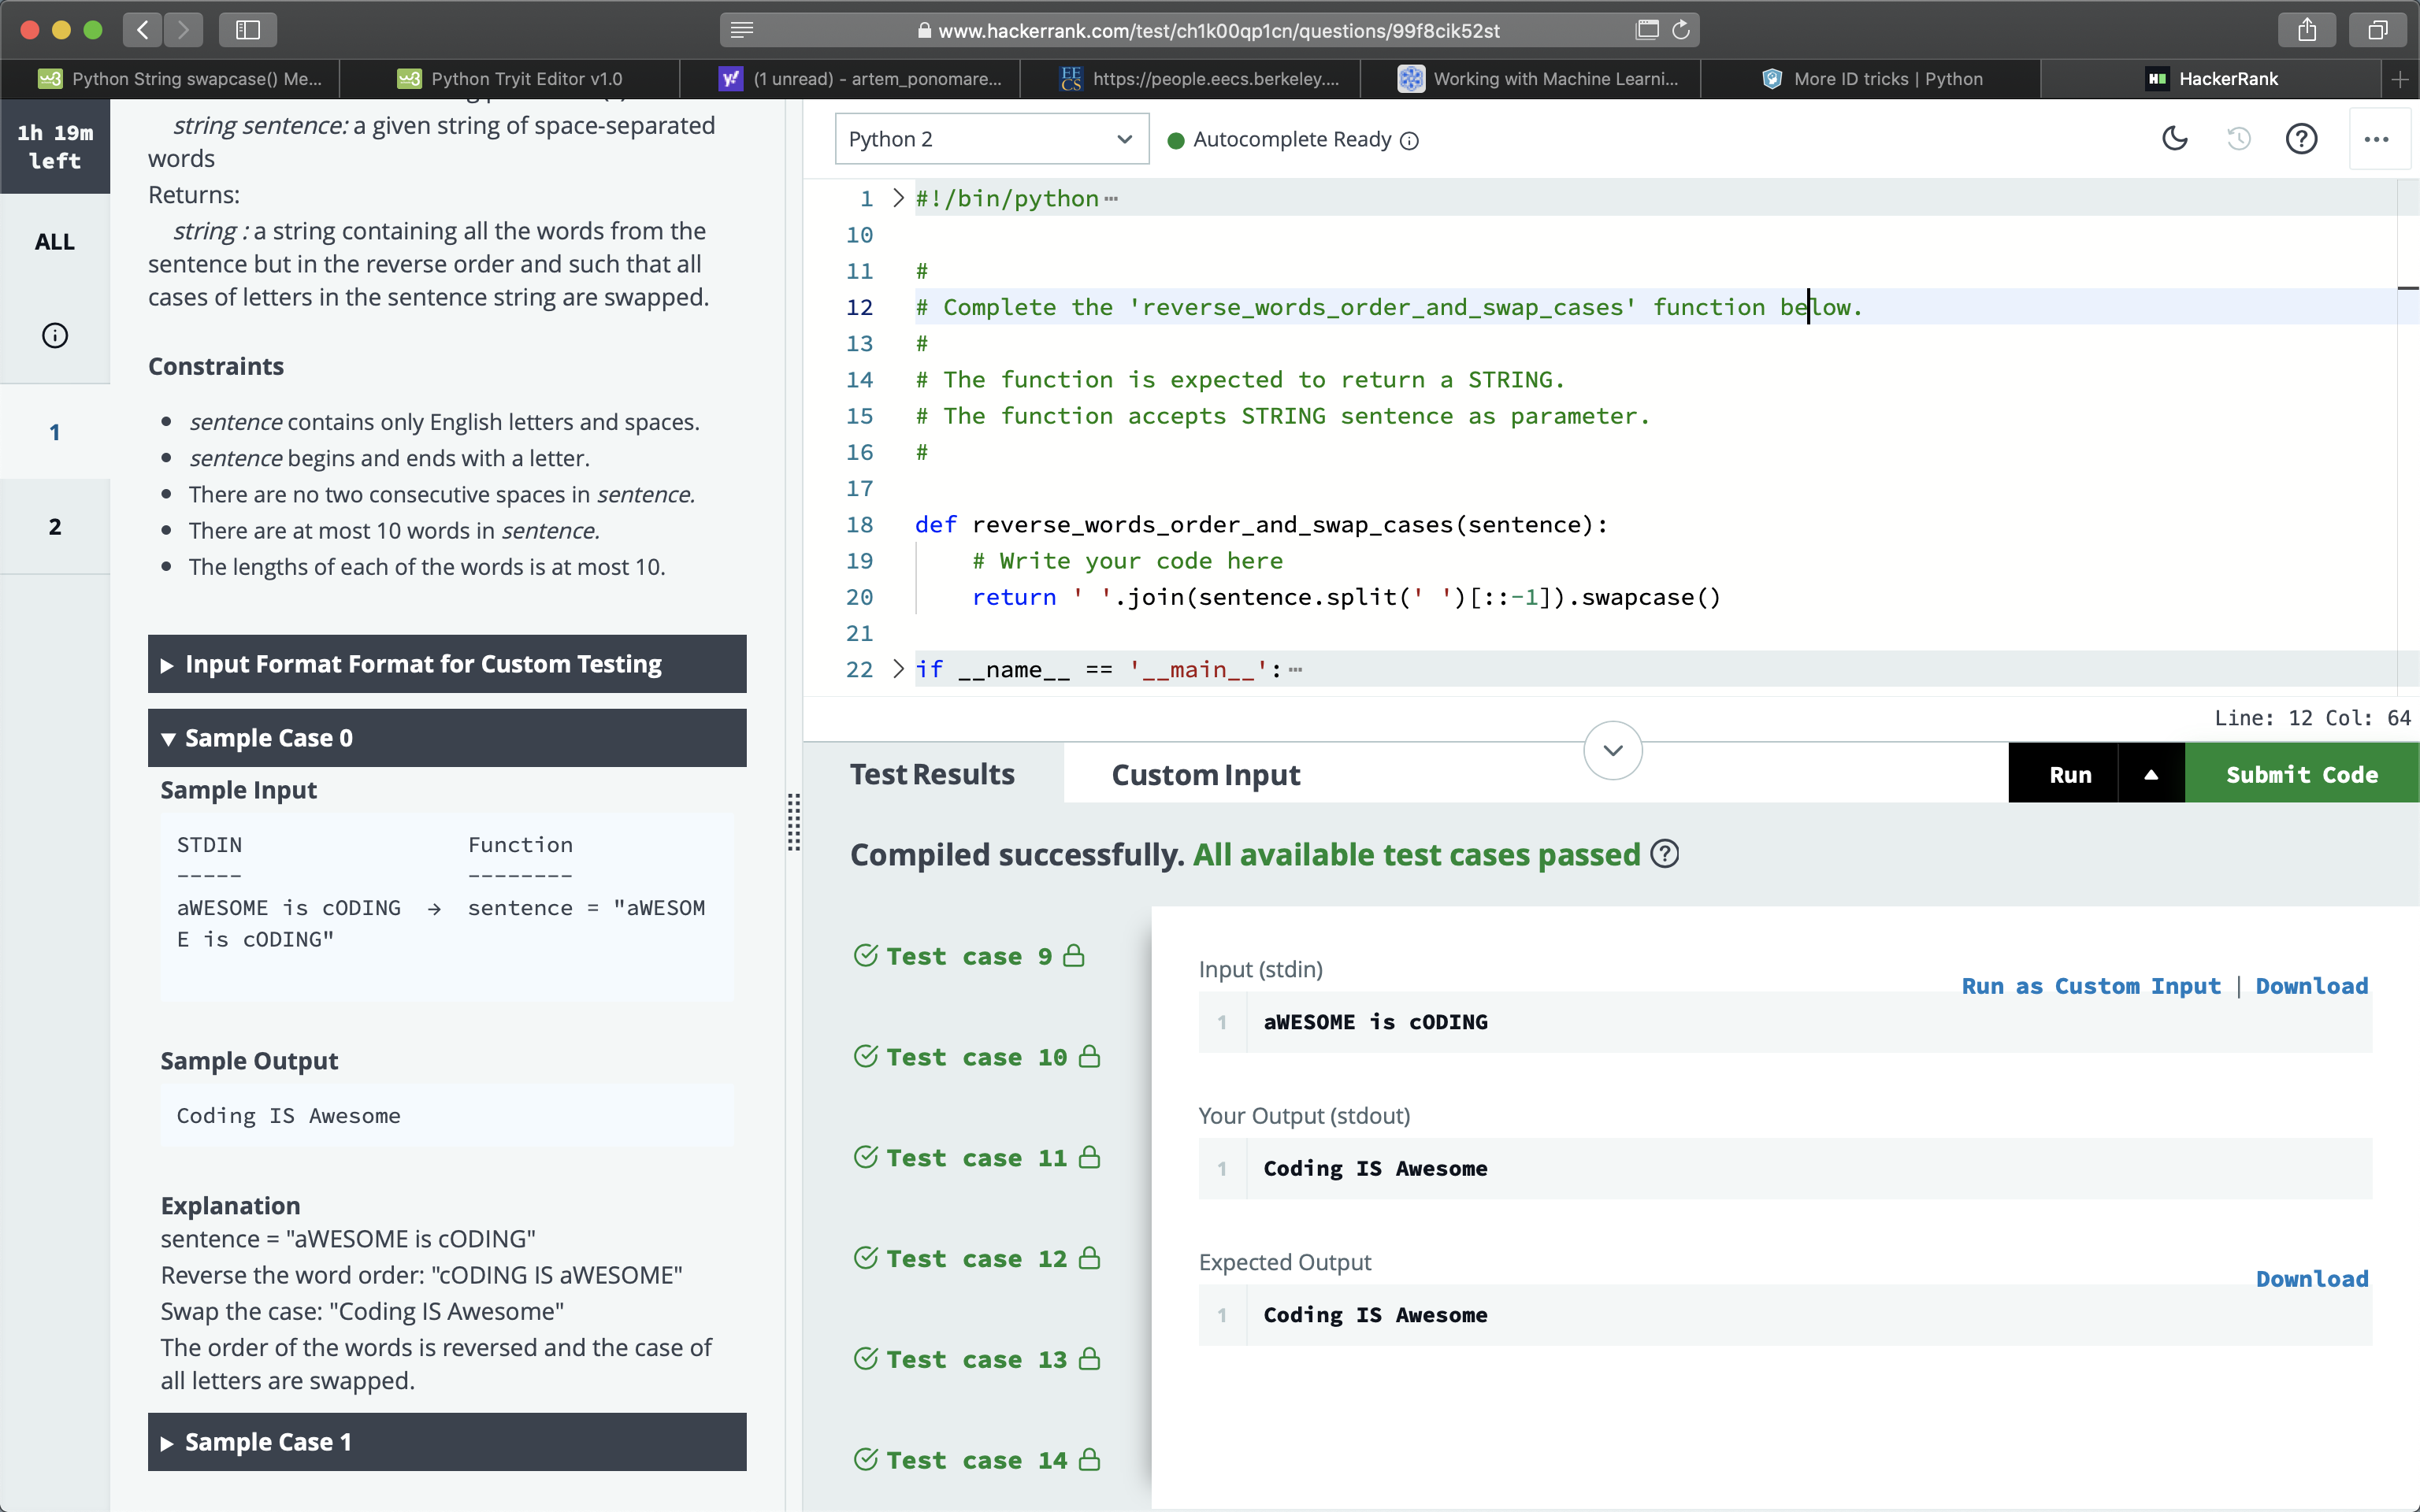 www.hackerrank.com/test/ch1k00qp1cn/questions/99f8cik52st
Python String swapcase() Me...
Python Tryit Editor v1.0
(1 unread) - artem_ponomare...
https://people.eecs.berkeley....
Working with Machine Learni...
More ID tricks | Python
HackerRank
1h 19m
left
ALL
1
2
string sentence: a given string of space-separated
words
Returns:
string : a string containing all the words from the
sentence but in the reverse order and such that all
cases of letters in the sentence string are swapped.
Constraints
sentence contains only English letters and spaces.
sentence begins and ends with a letter.
There are no two consecutive spaces in sentence.
There are at most 10 words in sentence.
The lengths of each of the words is at most 10.
Input Format Format for Custom Testing
Sample Case 0
Sample Input
STDIN Function
----- --------
aWESOME is cODING → sentence = "aWESOM
E is cODING"
Sample Output
Coding IS Awesome
Explanation
sentence = "aWESOME is cODING"
Reverse the word order: "cODING IS aWESOME"
Swap the case: "Coding IS Awesome"
The order of the words is reversed and the case of
all letters are swapped.
Sample Case 1
Python 2
Autocomplete Ready
1 #!/bin/python
10
11 #
12 # Complete the 'reverse_words_order_and_swap_cases' function below.
13 #
14 # The function is expected to return a STRING.
15 # The function accepts STRING sentence as parameter.
16 #
17
18 def reverse_words_order_and_swap_cases(sentence):
19 # Write your code here
20 return ' '.join(sentence.split(' ')[::-1]).swapcase()
21
22 if __name__ == '__main__':
Line: 12 Col: 64
Test Results
Custom Input
Run
Submit Code
Compiled successfully. All available test cases passed
Test case 9
Test case 10
Test case 11
Test case 12
Test case 13
Test case 14
Input (stdin)
Run as Custom Input | Download
1 aWESOME is cODING
Your Output (stdout)
1 Coding IS Awesome
Expected Output
Download
1 Coding IS Awesome